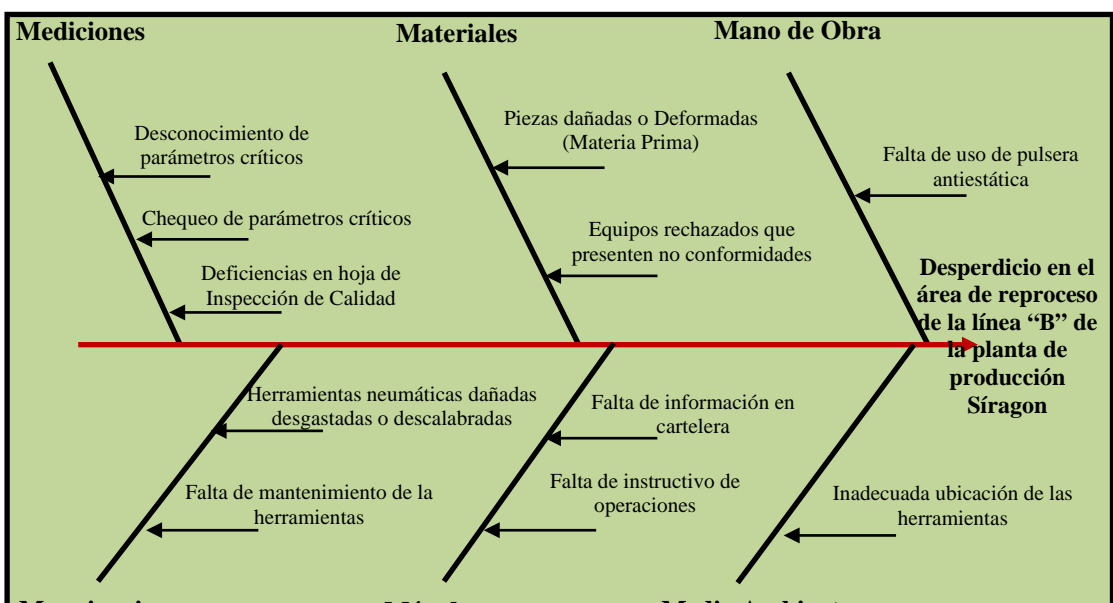 Mediciones
Materiales
Mano de Obra
Desconocimiento de
parámetros críticos
Chequeo de parámetros críticos
Deficiencias en hoja de
Inspección de Calidad
Piezas dañadas o Deformadas
(Materia Prima)
Equipos rechazados que
presenten no conformidades
Falta de uso de pulsera
antiestática
Desperdicio en el
área de reproceso
de la línea “B” de
la planta de
producción
Síragon
Herramientas neumáticas dañadas
desgastadas o descalabradas
Falta de mantenimiento de la
herramientas
Falta de información en
cartelera
Falta de instructivo de
operaciones
Inadecuada ubicación de las
herramientas